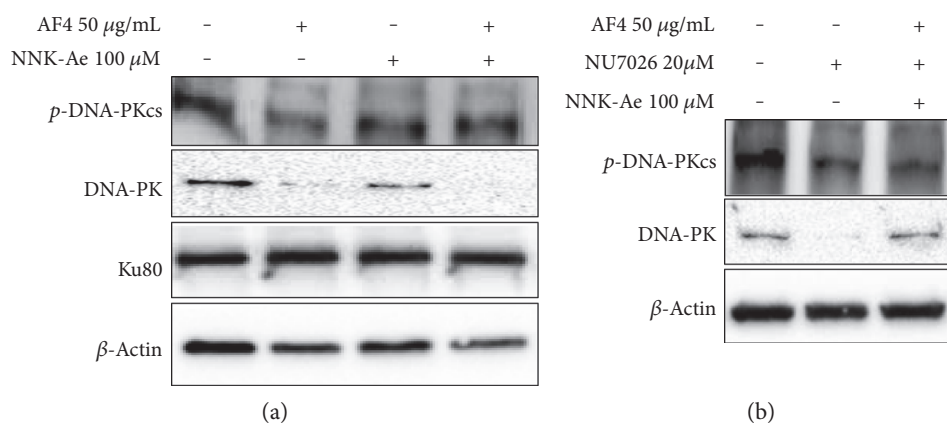 AF4 50 μg/mL – + – +
NNK-Ae 100 μM – – + +
p-DNA-PKcs
DNA-PK
Ku80
β-Actin
(a)
AF4 50 μg/mL – – +
NU7026 20μM – + +
NNK-Ae 100 μM – – +
p-DNA-PKcs
DNA-PK
β-Actin
(b)